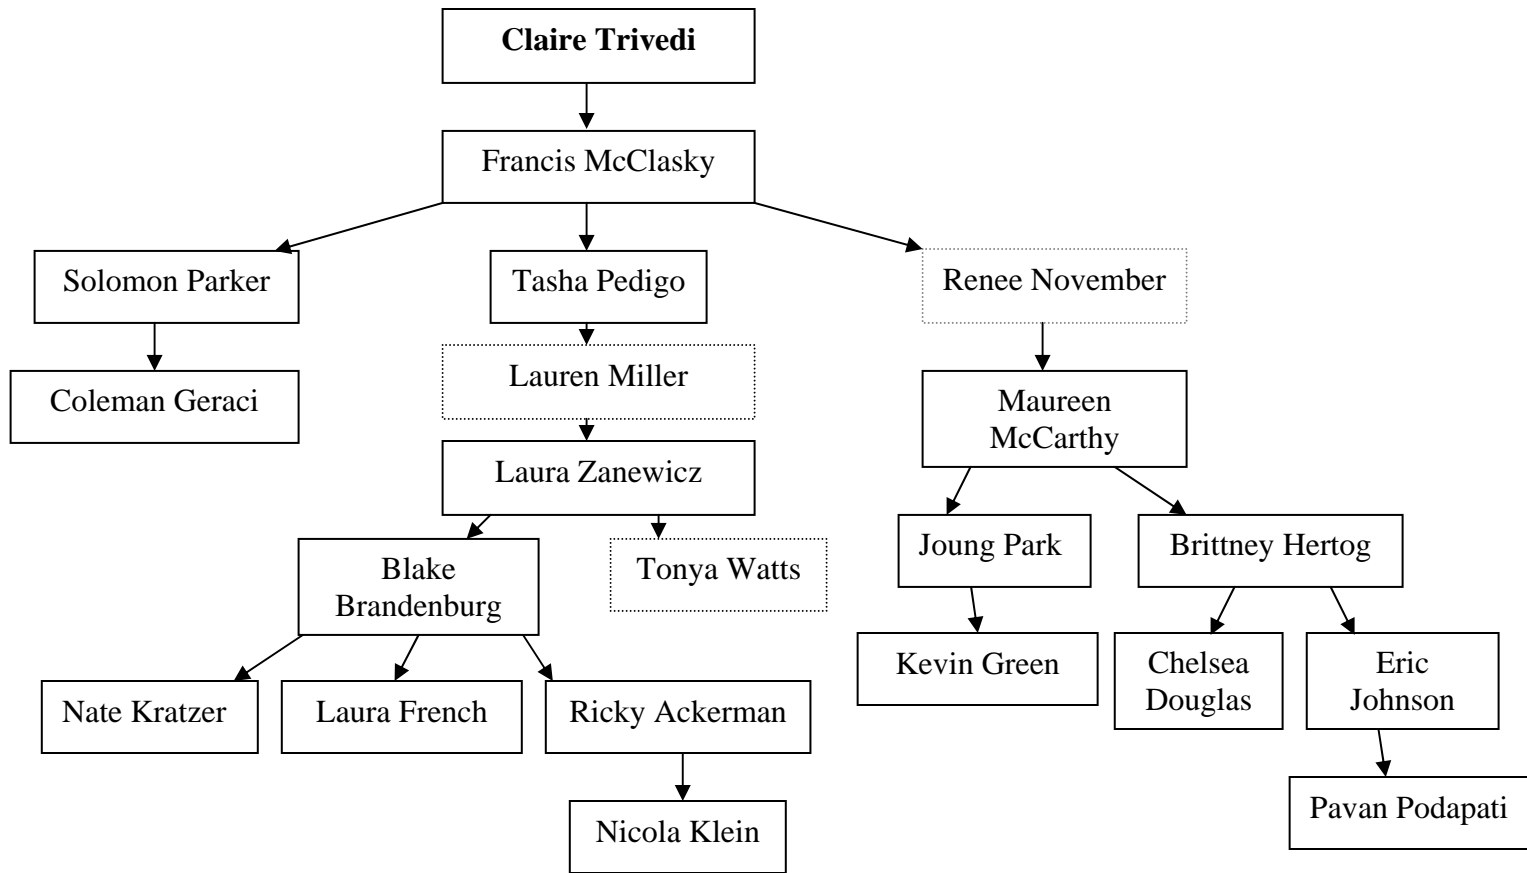 Claire Trivedi
Francis McClasky
Solomon Parker
Tasha Pedigo
Renee November
Coleman Geraci
Lauren Miller
Maureen
McCarthy
Laura Zanewicz
Joung Park
Brittney Hertog
Blake
Brandenburg
Tonya Watts
Kevin Green
Chelsea
Douglas
Eric
Johnson
Nate Kratzer
Laura French
Ricky Ackerman
Pavan Podapati
Nicola Klein